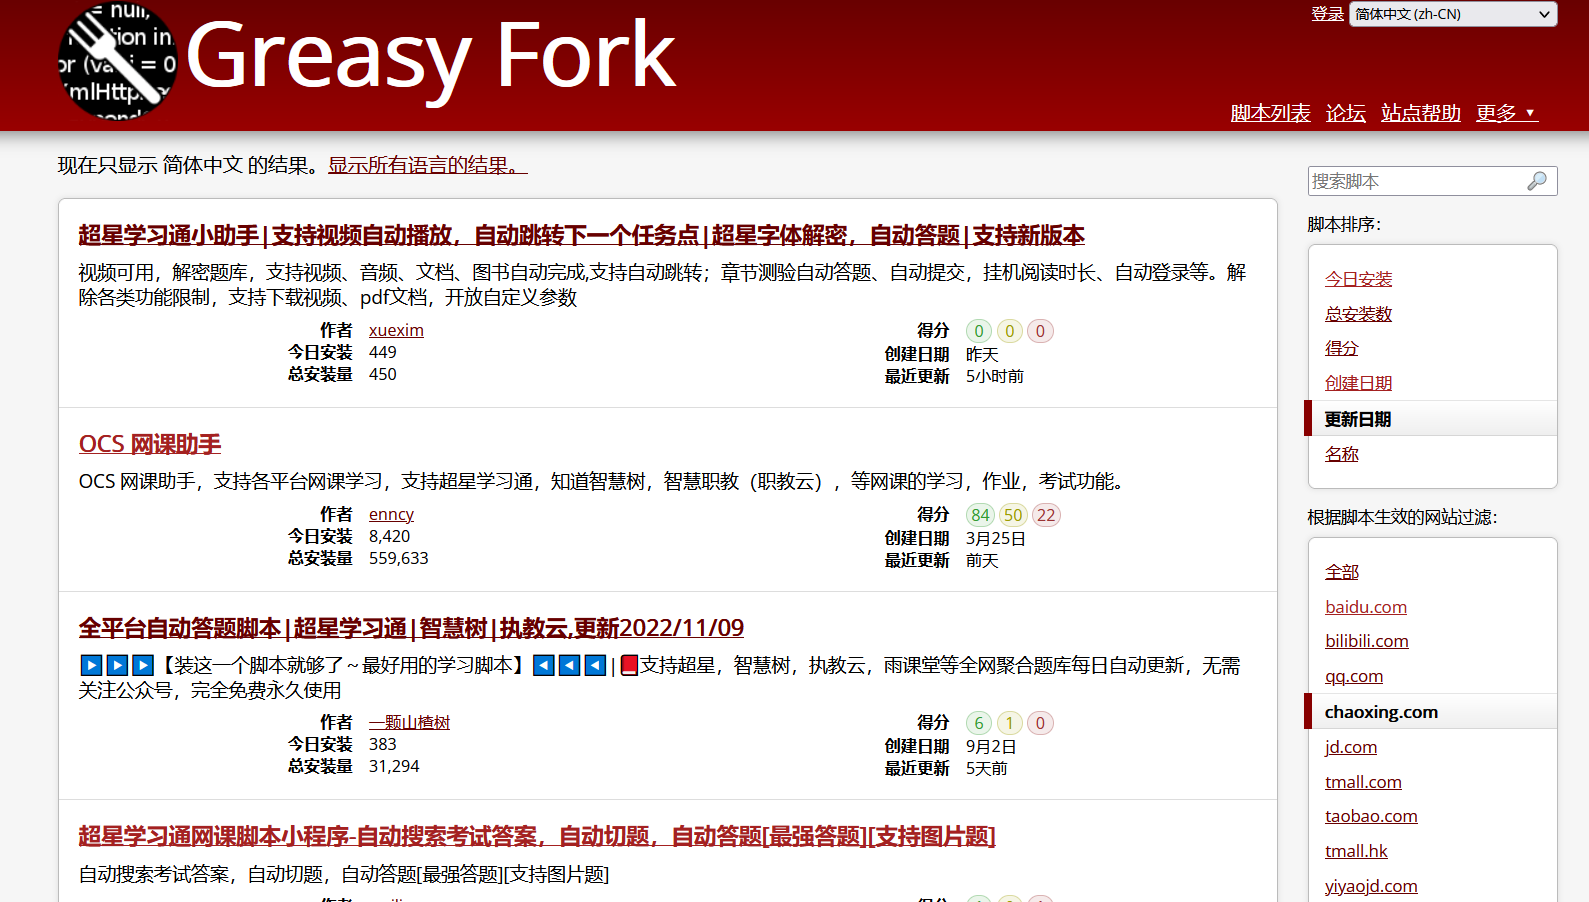 = null,
ion in
or (va i = 0
mlHttp
Greasy Fork
登录
简体中文 (zh-CN)
脚本列表 论坛 站点帮助 更多 ▼
现在只显示 简体中文 的结果。显示所有语言的结果。
超星学习通小助手|支持视频自动播放，自动跳转下一个任务点|超星字体解密，自动答题|支持新版本
视频可用，解密题库，支持视频、音频、文档、图书自动完成,支持自动跳转；章节测验自动答题、自动提交，挂机阅读时长、自动登录等。解
除各类功能限制，支持下载视频、pdf文档，开放自定义参数
作者 xuexim 得分 0 0 0
今日安装 449 创建日期 昨天
总安装量 450 最近更新 5小时前
OCS 网课助手
OCS 网课助手，支持各平台网课学习，支持超星学习通，知道智慧树，智慧职教（职教云），等网课的学习，作业，考试功能。
作者 enncy 得分 84 50 22
今日安装 8,420 创建日期 3月25日
总安装量 559,633 最近更新 前天
全平台自动答题脚本|超星学习通|智慧树|执教云,更新2022/11/09
▶▶▶【装这一个脚本就够了～最好用的学习脚本】◀◀◀|📕支持超星，智慧树，执教云，雨课堂等全网聚合题库每日自动更新，无需
关注公众号，完全免费永久使用
作者 一颗山楂树 得分 6 1 0
今日安装 383 创建日期 9月2日
总安装量 31,294 最近更新 5天前
超星学习通网课脚本小程序-自动搜索考试答案，自动切题，自动答题[最强答题][支持图片题]
自动搜索考试答案，自动切题，自动答题[最强答题][支持图片题]
搜索脚本
脚本排序：
今日安装
总安装数
得分
创建日期
更新日期
名称
根据脚本生效的网站过滤：
全部
baidu.com
bilibili.com
qq.com
chaoxing.com
jd.com
tmall.com
taobao.com
tmall.hk
yiyaojd.com